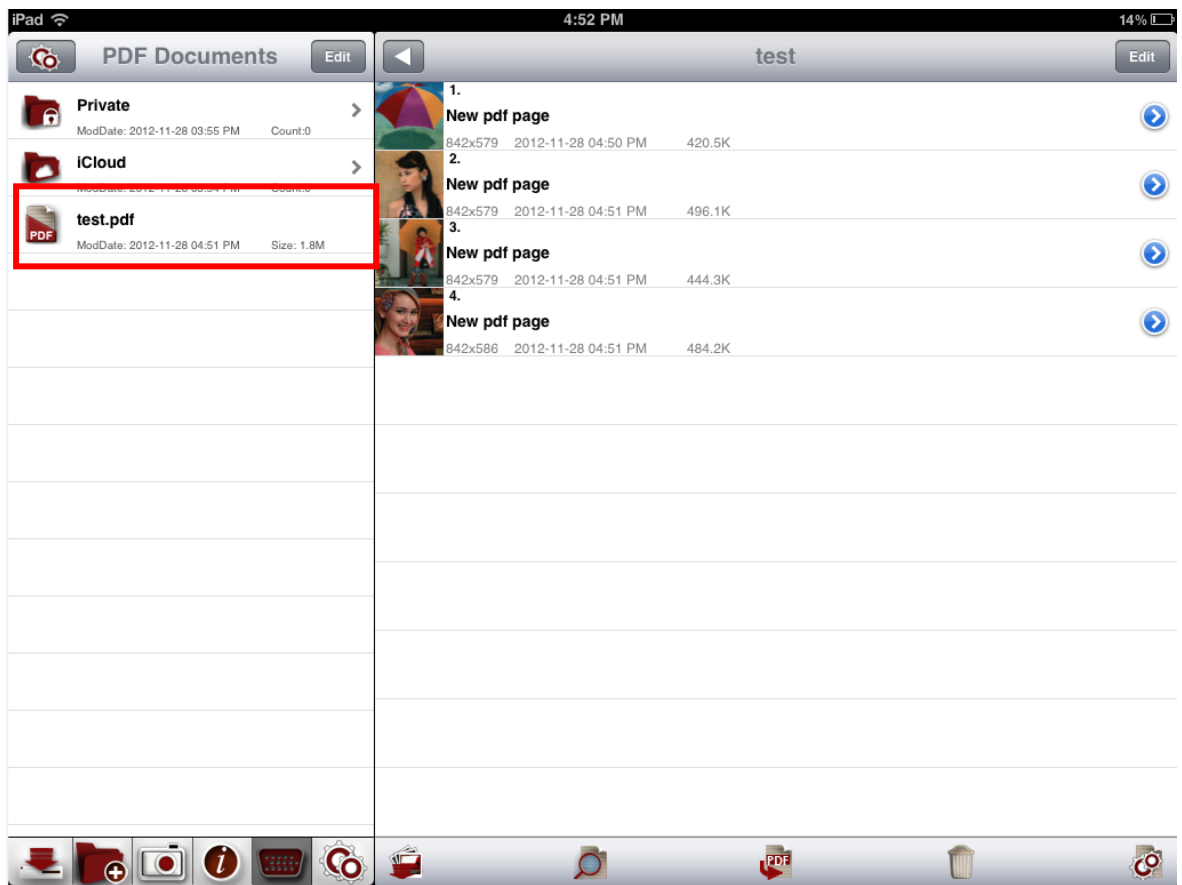 iPad 4:52 PM 14%
PDF Documents Edit
Private
ModDate: 2012-11-28 03:55 PM Count:0
iCloud
test.pdf
PDF
ModDate: 2012-11-28 04:51 PM Size: 1.8M
test Edit
1.
New pdf page
842x579 2012-11-28 04:50 PM 420.5K
2.
New pdf page
842x579 2012-11-28 04:51 PM 496.1K
3.
New pdf page
842x579 2012-11-28 04:51 PM 444.3K
4.
New pdf page
842x586 2012-11-28 04:51 PM 484.2K
i
PDF